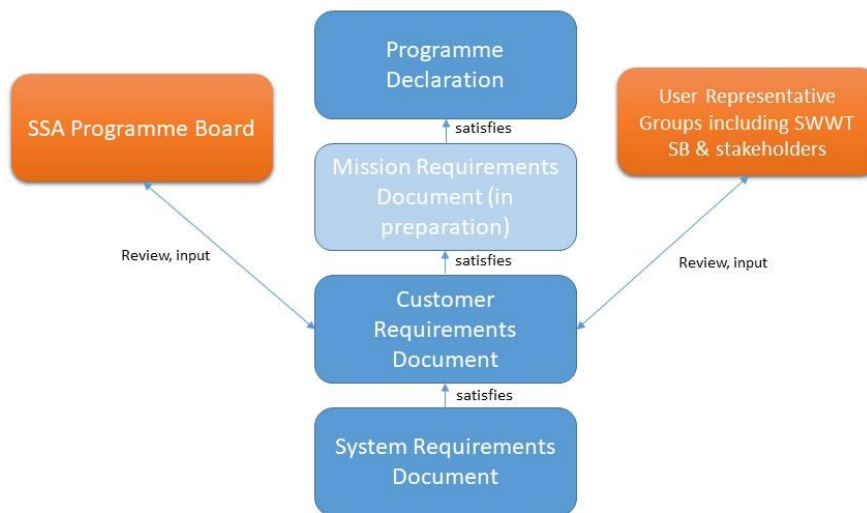 Programme
Declaration
SSA Programme Board
User Representative
Groups including SWWT
SB & stakeholders
satisfies
Mission Requirements
Document (in
preparation)
Review, input
satisfies
Review, input
Customer
Requirements
Document
satisfies
System Requirements
Document